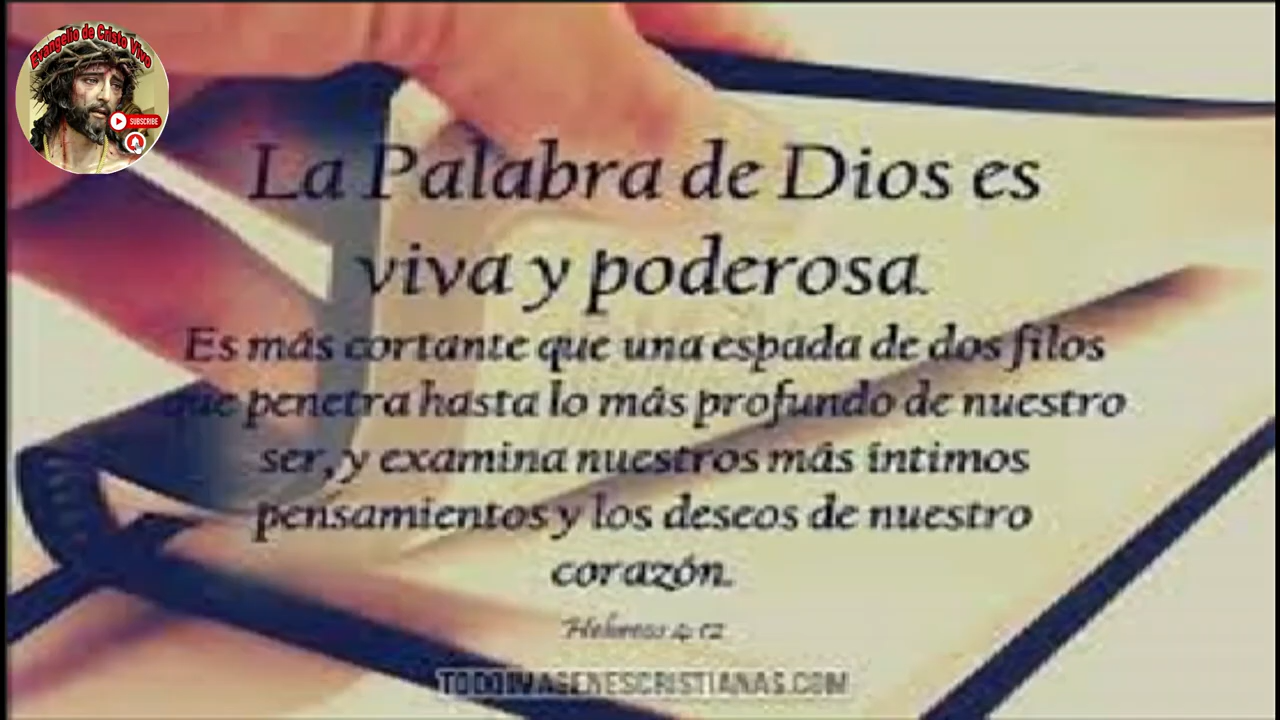 Evangelio de Cristo Vivo
SUBSCRIBE
La Palabra de Dios es
viva y poderosa.
Es más cortante que una espada de dos filos
que penetra hasta lo más profundo de nuestro
ser, y examina nuestros más íntimos
pensamientos y los deseos de nuestro
corazón.
Hebreos 4:12
TODOIMAGENESCRISTIANAS.COM